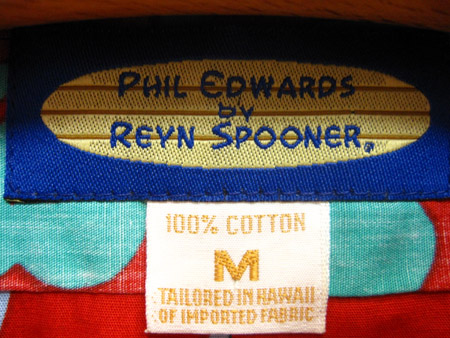 PHIL EDWARDS
BY
REYN SPOONER®
100% COTTON
M
TAILORED IN HAWAII
OF IMPORTED FABRIC